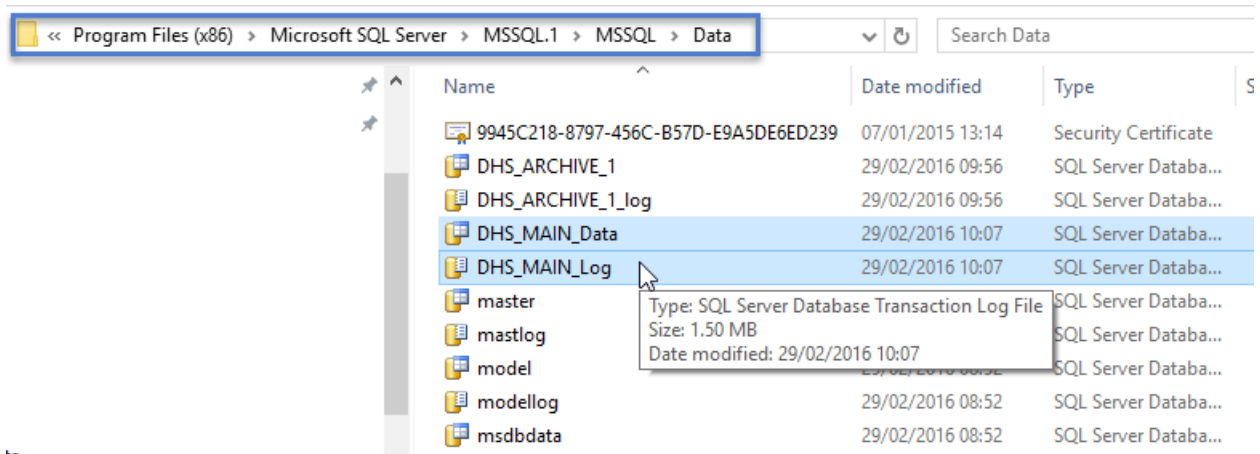 « Program Files (x86) > Microsoft SQL Server > MSSQL.1 > MSSQL > Data Search Data
Name Date modified Type S
9945C218-8797-456C-B57D-E9A5DE6ED239 07/01/2015 13:14 Security Certificate
DHS_ARCHIVE_1 29/02/2016 09:56 SQL Server Databa...
DHS_ARCHIVE_1_log 29/02/2016 09:56 SQL Server Databa...
DHS_MAIN_Data 29/02/2016 10:07 SQL Server Databa...
DHS_MAIN_Log 29/02/2016 10:07 SQL Server Databa...
master SQL Server Databa...
Type: SQL Server Database Transaction Log File
Size: 1.50 MB
Date modified: 29/02/2016 10:07
mastlog SQL Server Databa...
model SQL Server Databa...
modellog 29/02/2016 08:52 SQL Server Databa...
msdbdata 29/02/2016 08:52 SQL Server Databa...